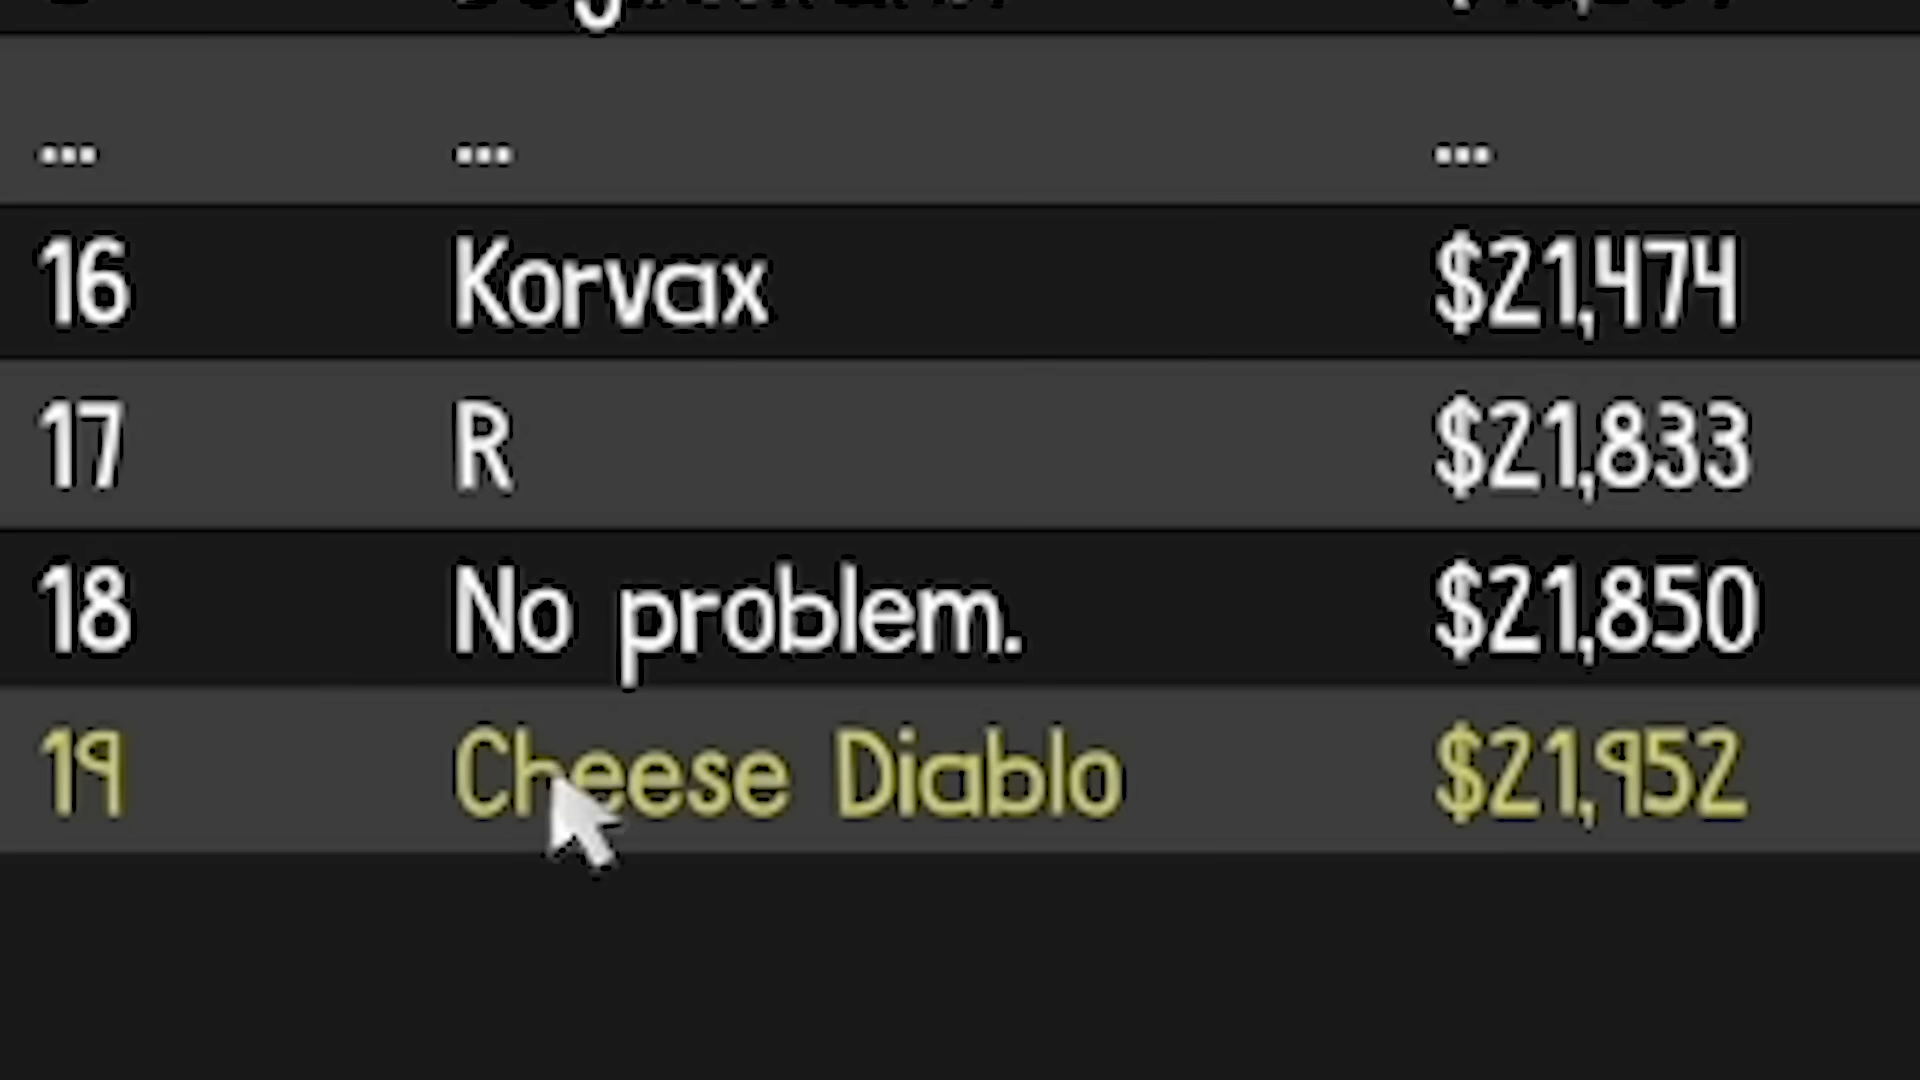 ... ... ...
16 Korvax $21,474
17 R $21,833
18 No problem. $21,850
19 Cheese Diablo $21,952